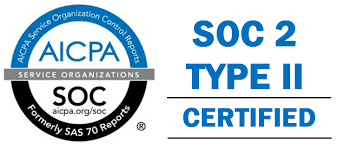 AICPA Service Organization Control Reports
AICPA
SERVICE ORGANIZATIONS
SOC
aicpa.org/soc
Formerly SAS 70 Reports
®
SOC 2
TYPE II
CERTIFIED